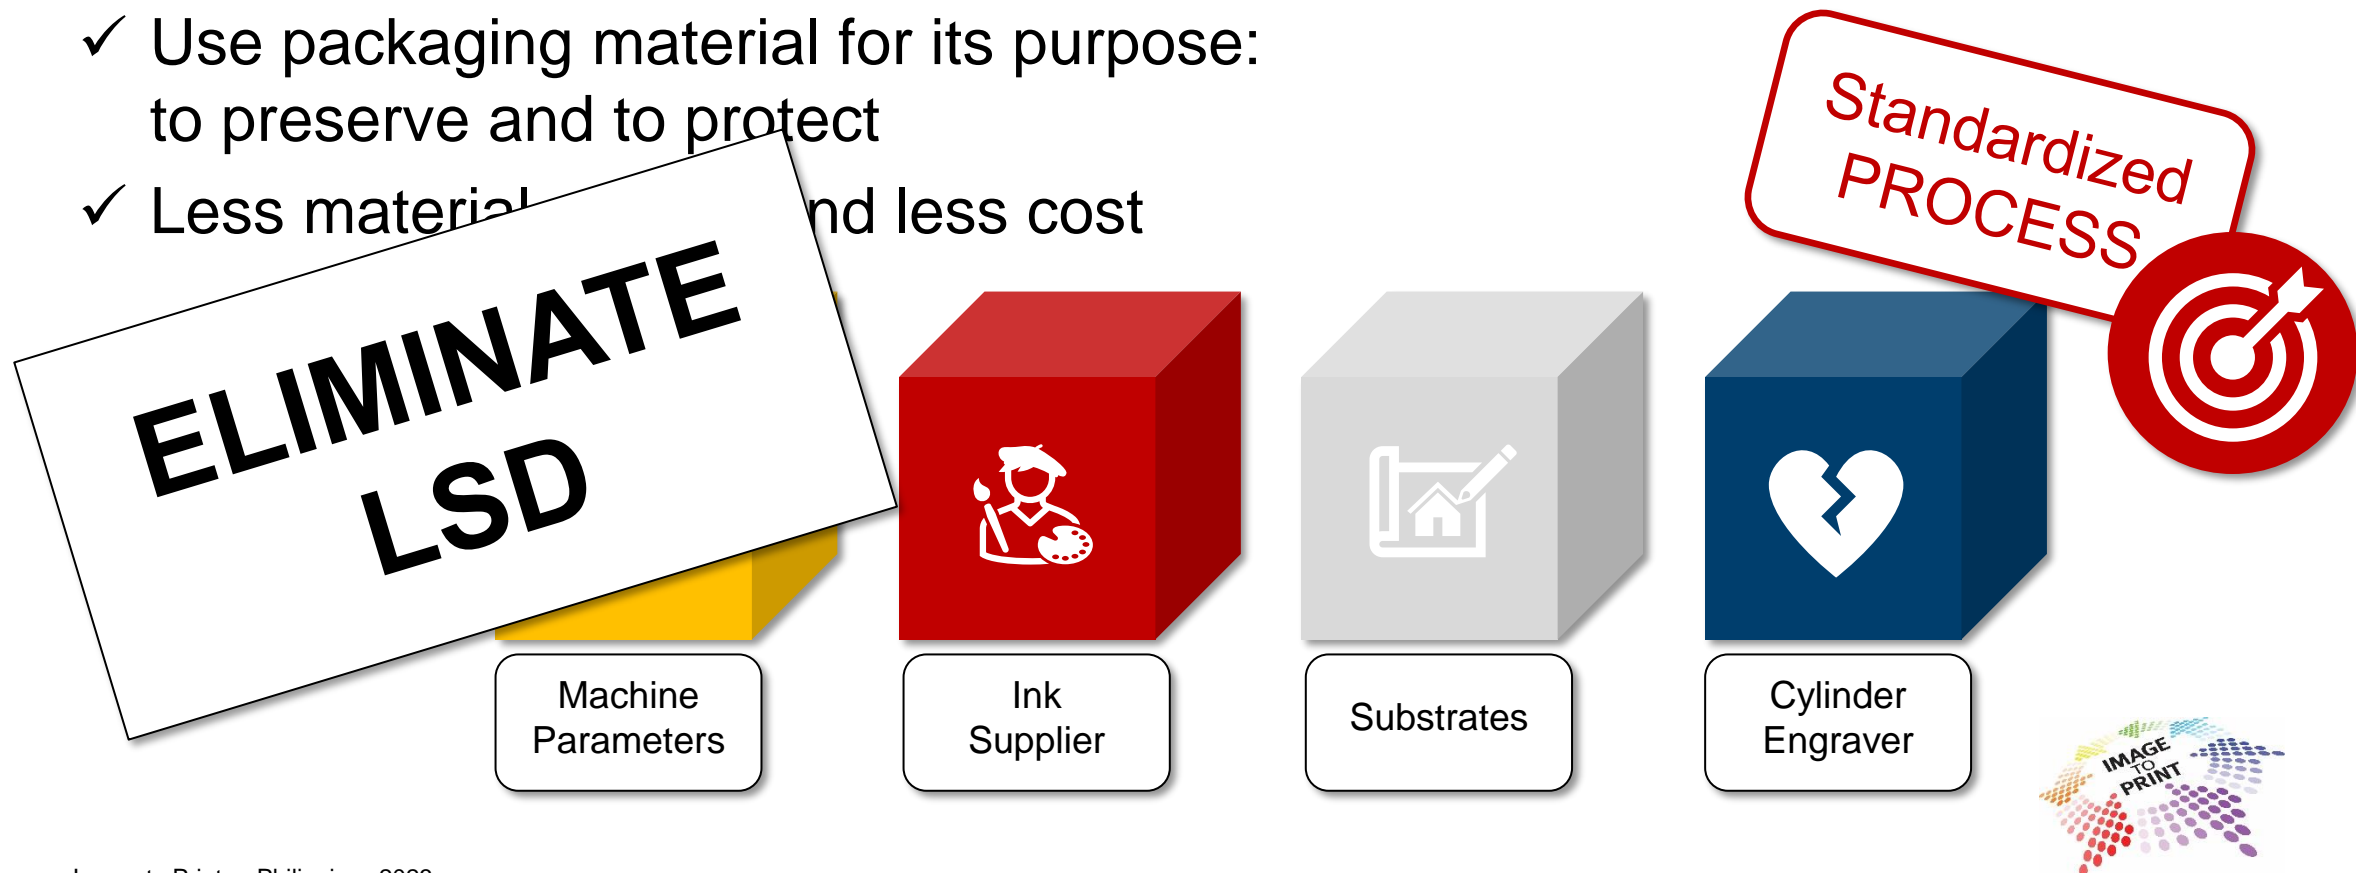 ✓ Use packaging material for its purpose:
to preserve and to protect
✓ Less material and less cost
Standardized
PROCESS
ELIMINATE
LSD
Machine
Parameters
Ink
Supplier
Substrates
Cylinder
Engraver
IMAGE
TO
PRINT